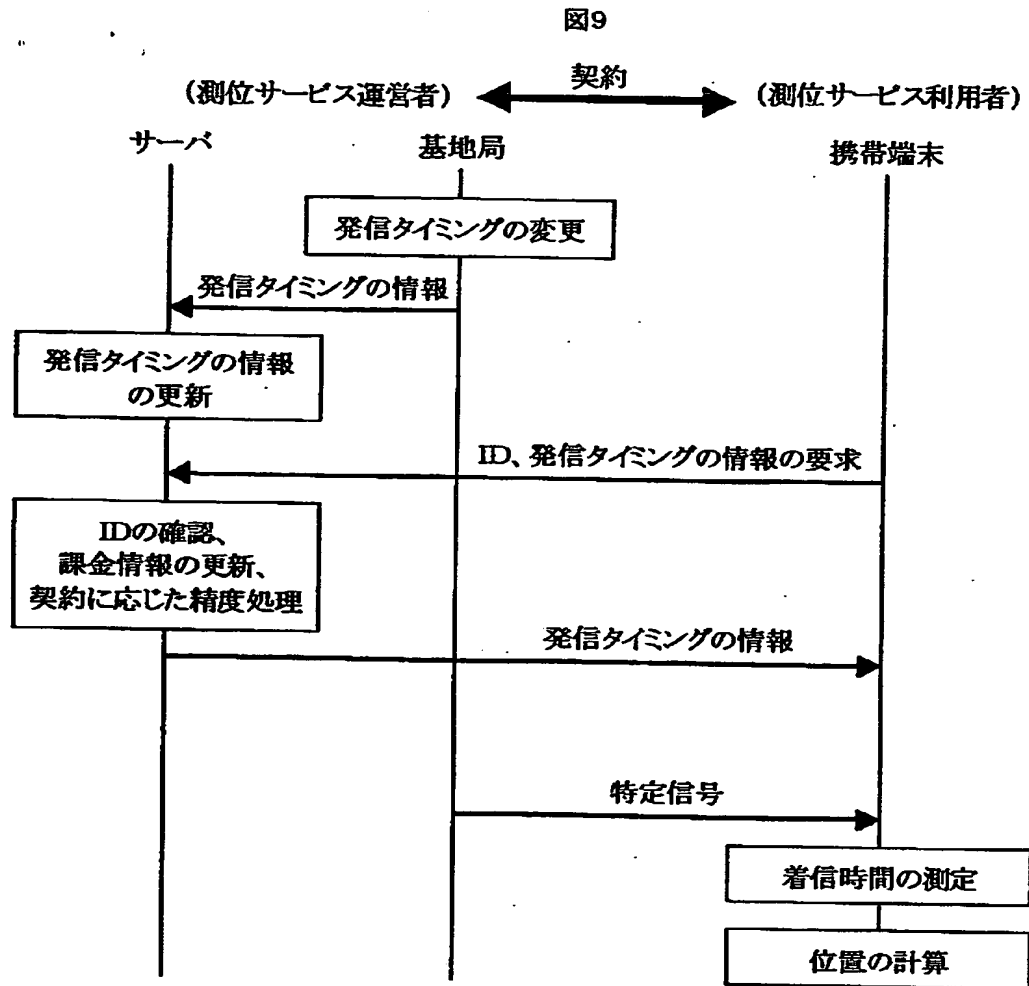 図9
契約
(測位サービス運営者)
(測位サービス利用者)
サーバ
基地局
携帯端末
発信タイミングの変更
発信タイミングの情報
発信タイミングの情報
の更新
ID、発信タイミングの情報の要求
IDの確認、
課金情報の更新、
契約に応じた精度処理
発信タイミングの情報
特定信号
着信時間の測定
位置の計算